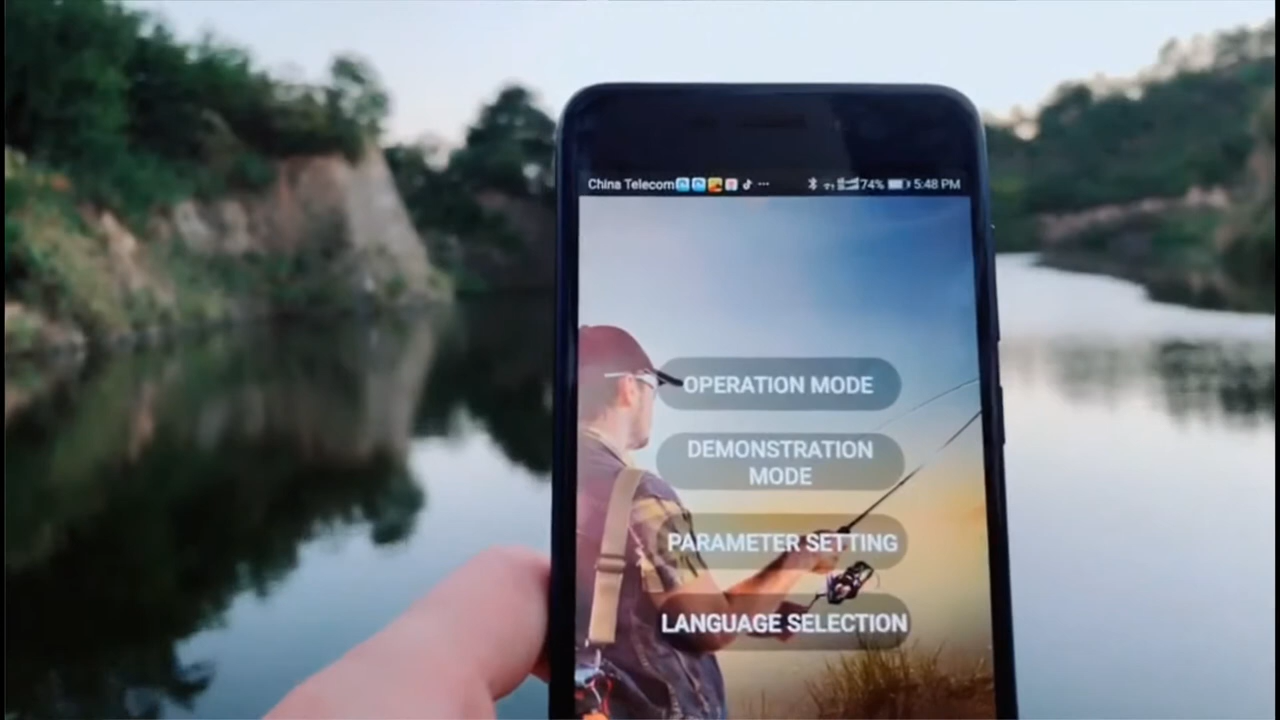 China Telecom ... 74% 5:48 PM
OPERATION MODE
DEMONSTRATION
MODE
PARAMETER SETTING
LANGUAGE SELECTION